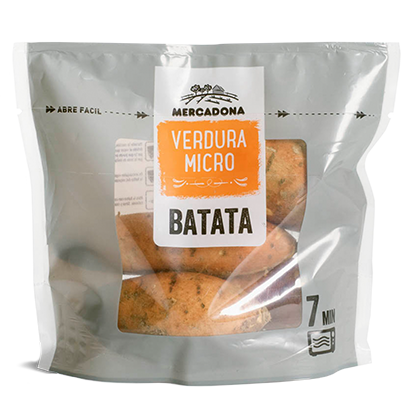 MERCADONA
ABRE FACIL
VERDURA
MICRO
BATATA
7 MIN